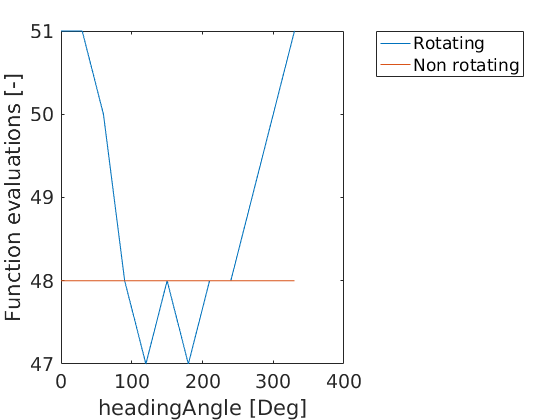 51
50
49
48
47
0
100
200
300
400
Function evaluations [-]
headingAngle [Deg]
Rotating
Non rotating